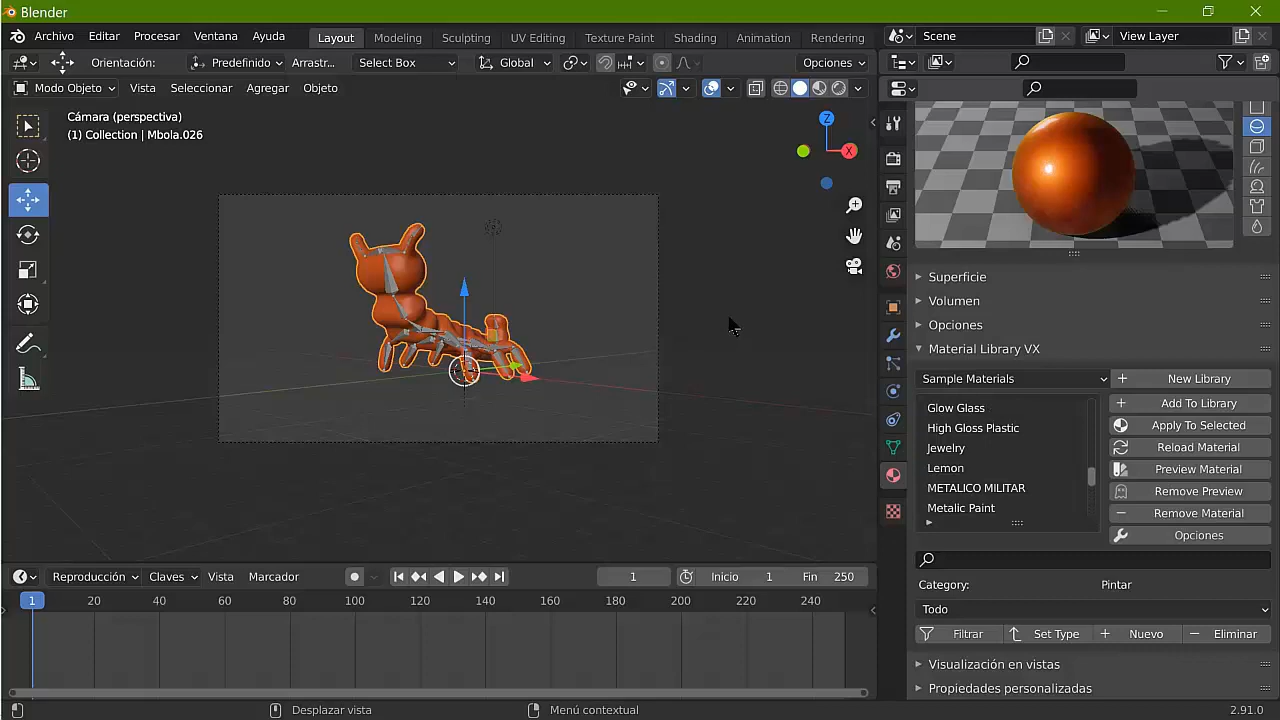 Blender
Archivo Editar Procesar Ventana Ayuda Layout Modeling Sculpting UV Editing Texture Paint Shading Animation Rendering Scene View Layer
Orientación: Predefinido Arrastr... Select Box Global Opciones
Modo Objeto Vista Seleccionar Agregar Objeto
Cámara (perspectiva)
(1) Collection | Mbola.026
Z
X
Superficie
Volumen
Opciones
Material Library VX
Sample Materials New Library
Glow Glass
High Gloss Plastic
Jewelry
Lemon
METALICO MILITAR
Metalic Paint
Add To Library
Apply To Selected
Reload Material
Preview Material
Remove Preview
Remove Material
Opciones
Category: Pintar
Todo
Filtrar Set Type Nuevo Eliminar
Visualización en vistas
Propiedades personalizadas
Reproducción Claves Vista Marcador 1 Inicio 1 Fin 250
1 20 40 60 80 100 120 140 160 180 200 220 240
Desplazar vista Menú contextual 2.91.0